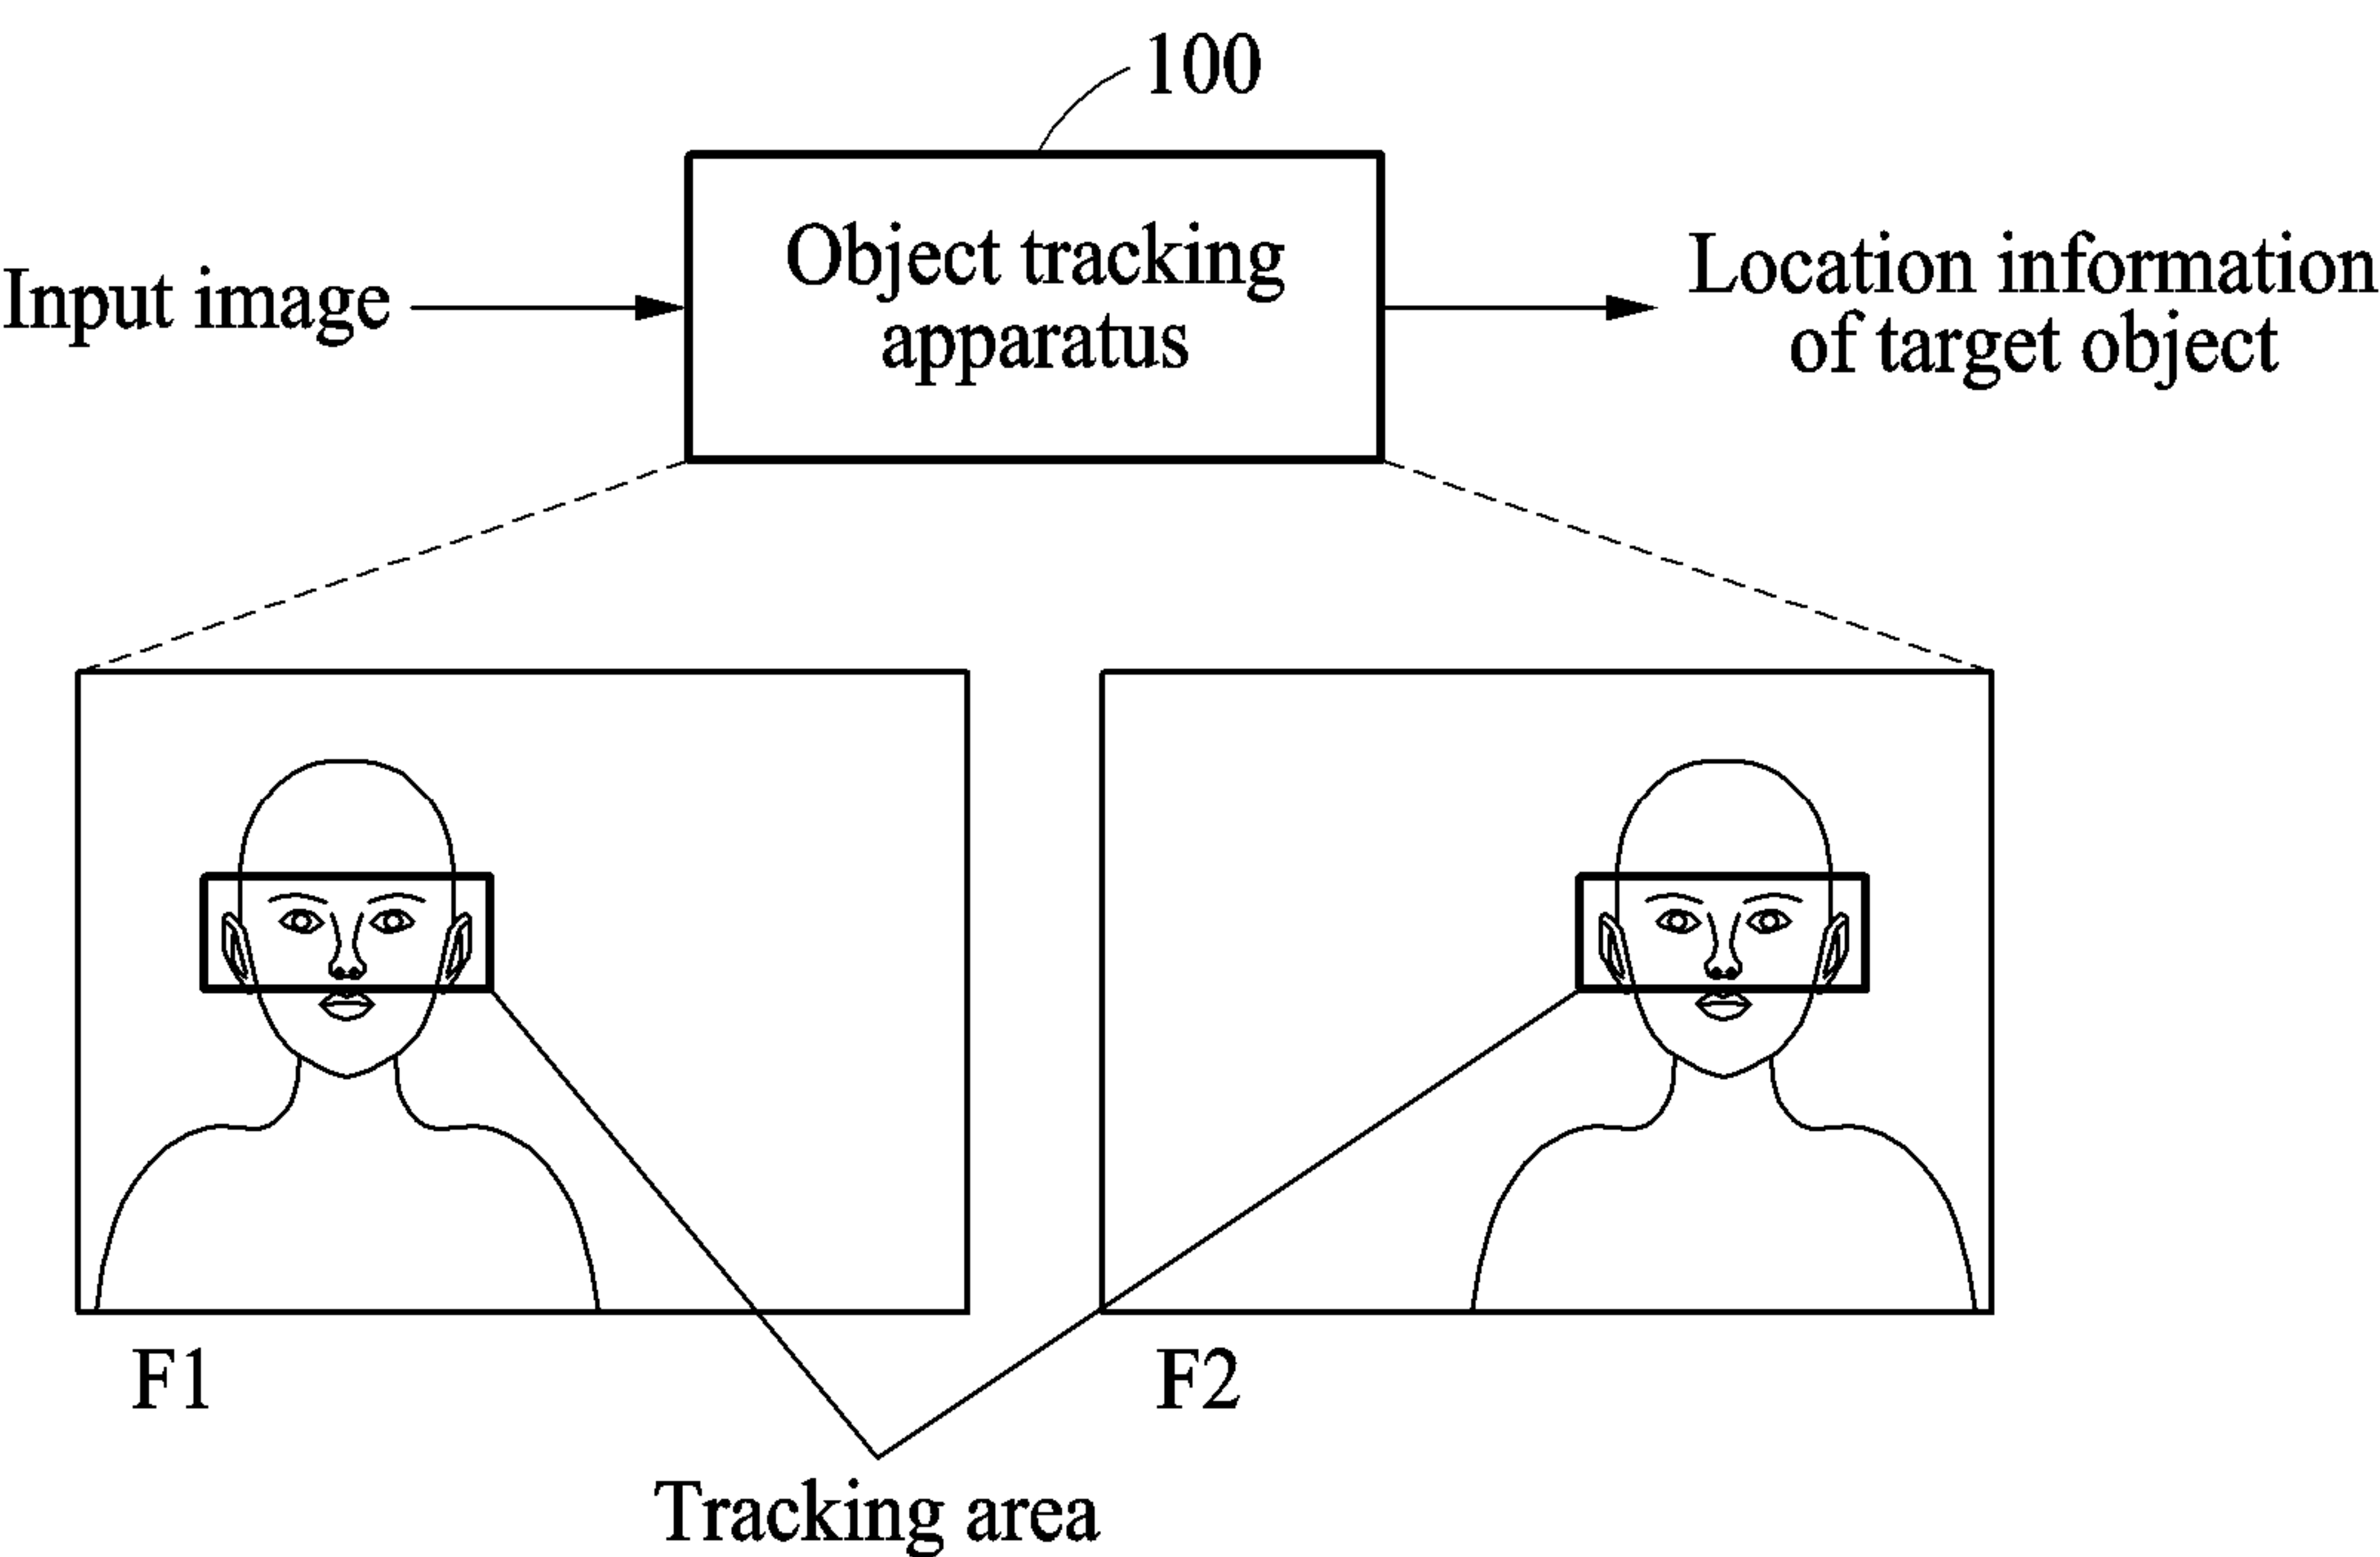 100
Input image
Object tracking
apparatus
Location information
of target object
F1
F2
Tracking area